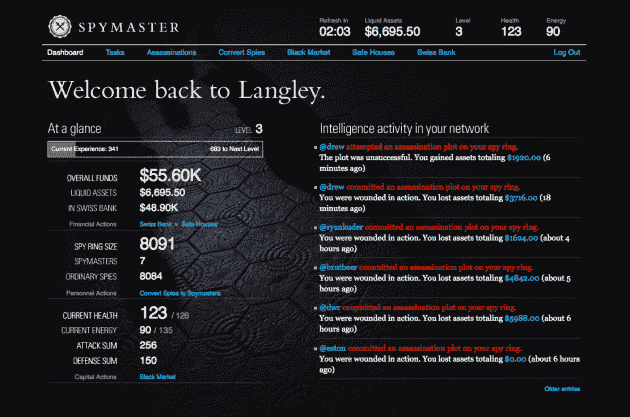 SPYMASTER
Refresh In Liquid Assets Level Health Energy
02:03 $6,695.50 3 123 90
Dashboard Tasks Assassinations Convert Spies Black Market Safe Houses Swiss Bank Log Out
Welcome back to Langley.
At a glance LEVEL 3
Current Experience: 341 683 to Next Level
OVERALL FUNDS $55.60K
LIQUID ASSETS $6,695.50
IN SWISS BANK $48.90K
Financial Actions Swiss Bank • Safe Houses
SPY RING SIZE 8091
SPYMASTERS 7
ORDINARY SPIES 8084
Personnel Actions Convert Spies to Spymasters
CURRENT HEALTH 123 / 126
CURRENT ENERGY 90 / 135
ATTACK SUM 256
DEFENSE SUM 150
Capital Actions Black Market
Intelligence activity in your network
@drew attempted an assassination plot on your spy ring.
The plot was unsuccessful. You gained assets totaling $1920.00 (6
minutes ago)
@drew committed an assassination plot on your spy ring.
You were wounded in action. You lost assets totaling $3716.00 (18
minutes ago)
@ryankuder committed an assassination plot on your spy ring.
You were wounded in action. You lost assets totaling $1624.00 (about 4
hours ago)
@bratbeer committed an assassination plot on your spy ring.
You were wounded in action. You lost assets totaling $4842.00 (about 5
hours ago)
@dwr committed an assassination plot on your spy ring.
You were wounded in action. You lost assets totaling $5988.00 (about 6
hours ago)
@eston committed an assassination plot on your spy ring.
You were wounded in action. You lost assets totaling $0.00 (about 6 hours
ago)
Older entries